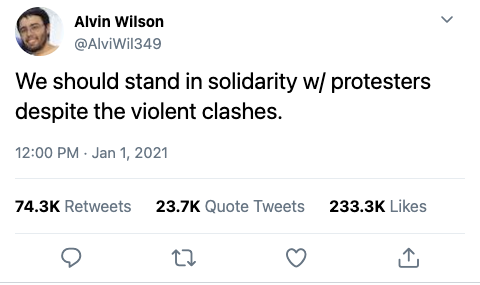 Alvin Wilson
@AlviWil349
We should stand in solidarity w/ protesters
despite the violent clashes.
12:00 PM · Jan 1, 2021
74.3K Retweets 23.7K Quote Tweets 233.3K Likes